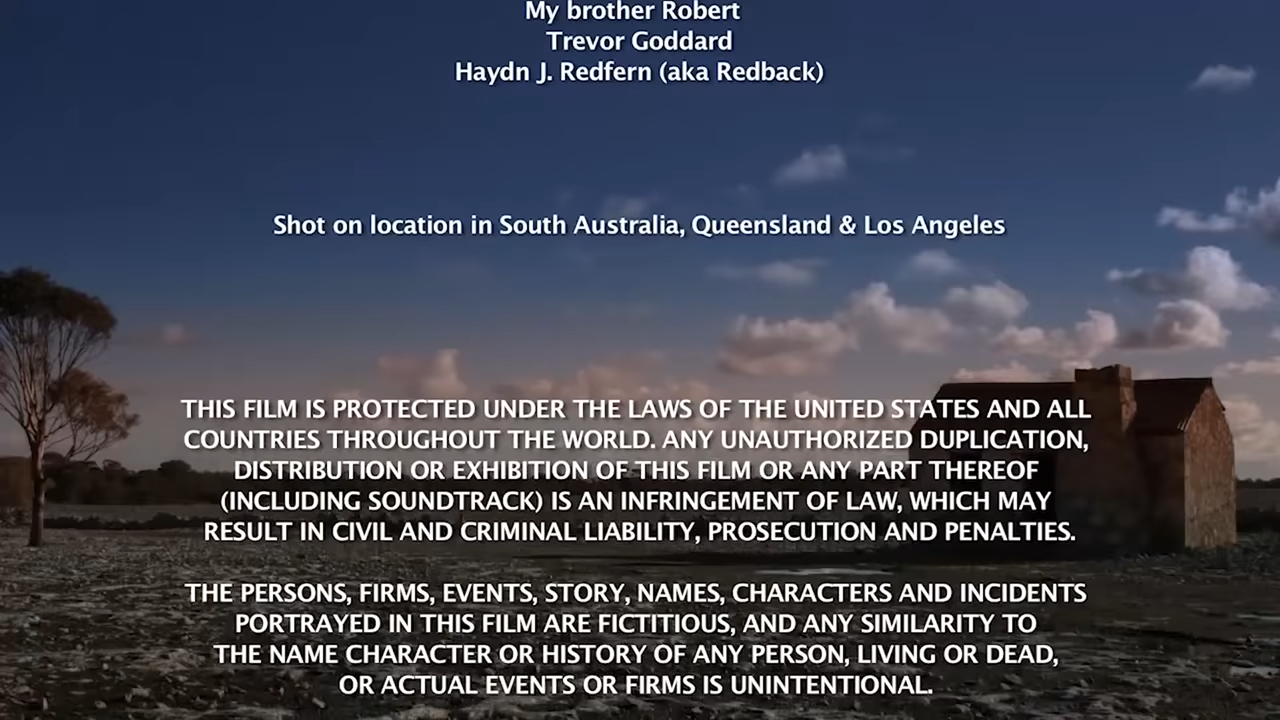 My brother Robert
Trevor Goddard
Haydn J. Redfern (aka Redback)
Shot on location in South Australia, Queensland & Los Angeles
THIS FILM IS PROTECTED UNDER THE LAWS OF THE UNITED STATES AND ALL
COUNTRIES THROUGHOUT THE WORLD. ANY UNAUTHORIZED DUPLICATION,
DISTRIBUTION OR EXHIBITION OF THIS FILM OR ANY PART THEREOF
(INCLUDING SOUNDTRACK) IS AN INFRINGEMENT OF LAW, WHICH MAY
RESULT IN CIVIL AND CRIMINAL LIABILITY, PROSECUTION AND PENALTIES.
THE PERSONS, FIRMS, EVENTS, STORY, NAMES, CHARACTERS AND INCIDENTS
PORTRAYED IN THIS FILM ARE FICTITIOUS, AND ANY SIMILARITY TO
THE NAME CHARACTER OR HISTORY OF ANY PERSON, LIVING OR DEAD,
OR ACTUAL EVENTS OR FIRMS IS UNINTENTIONAL.